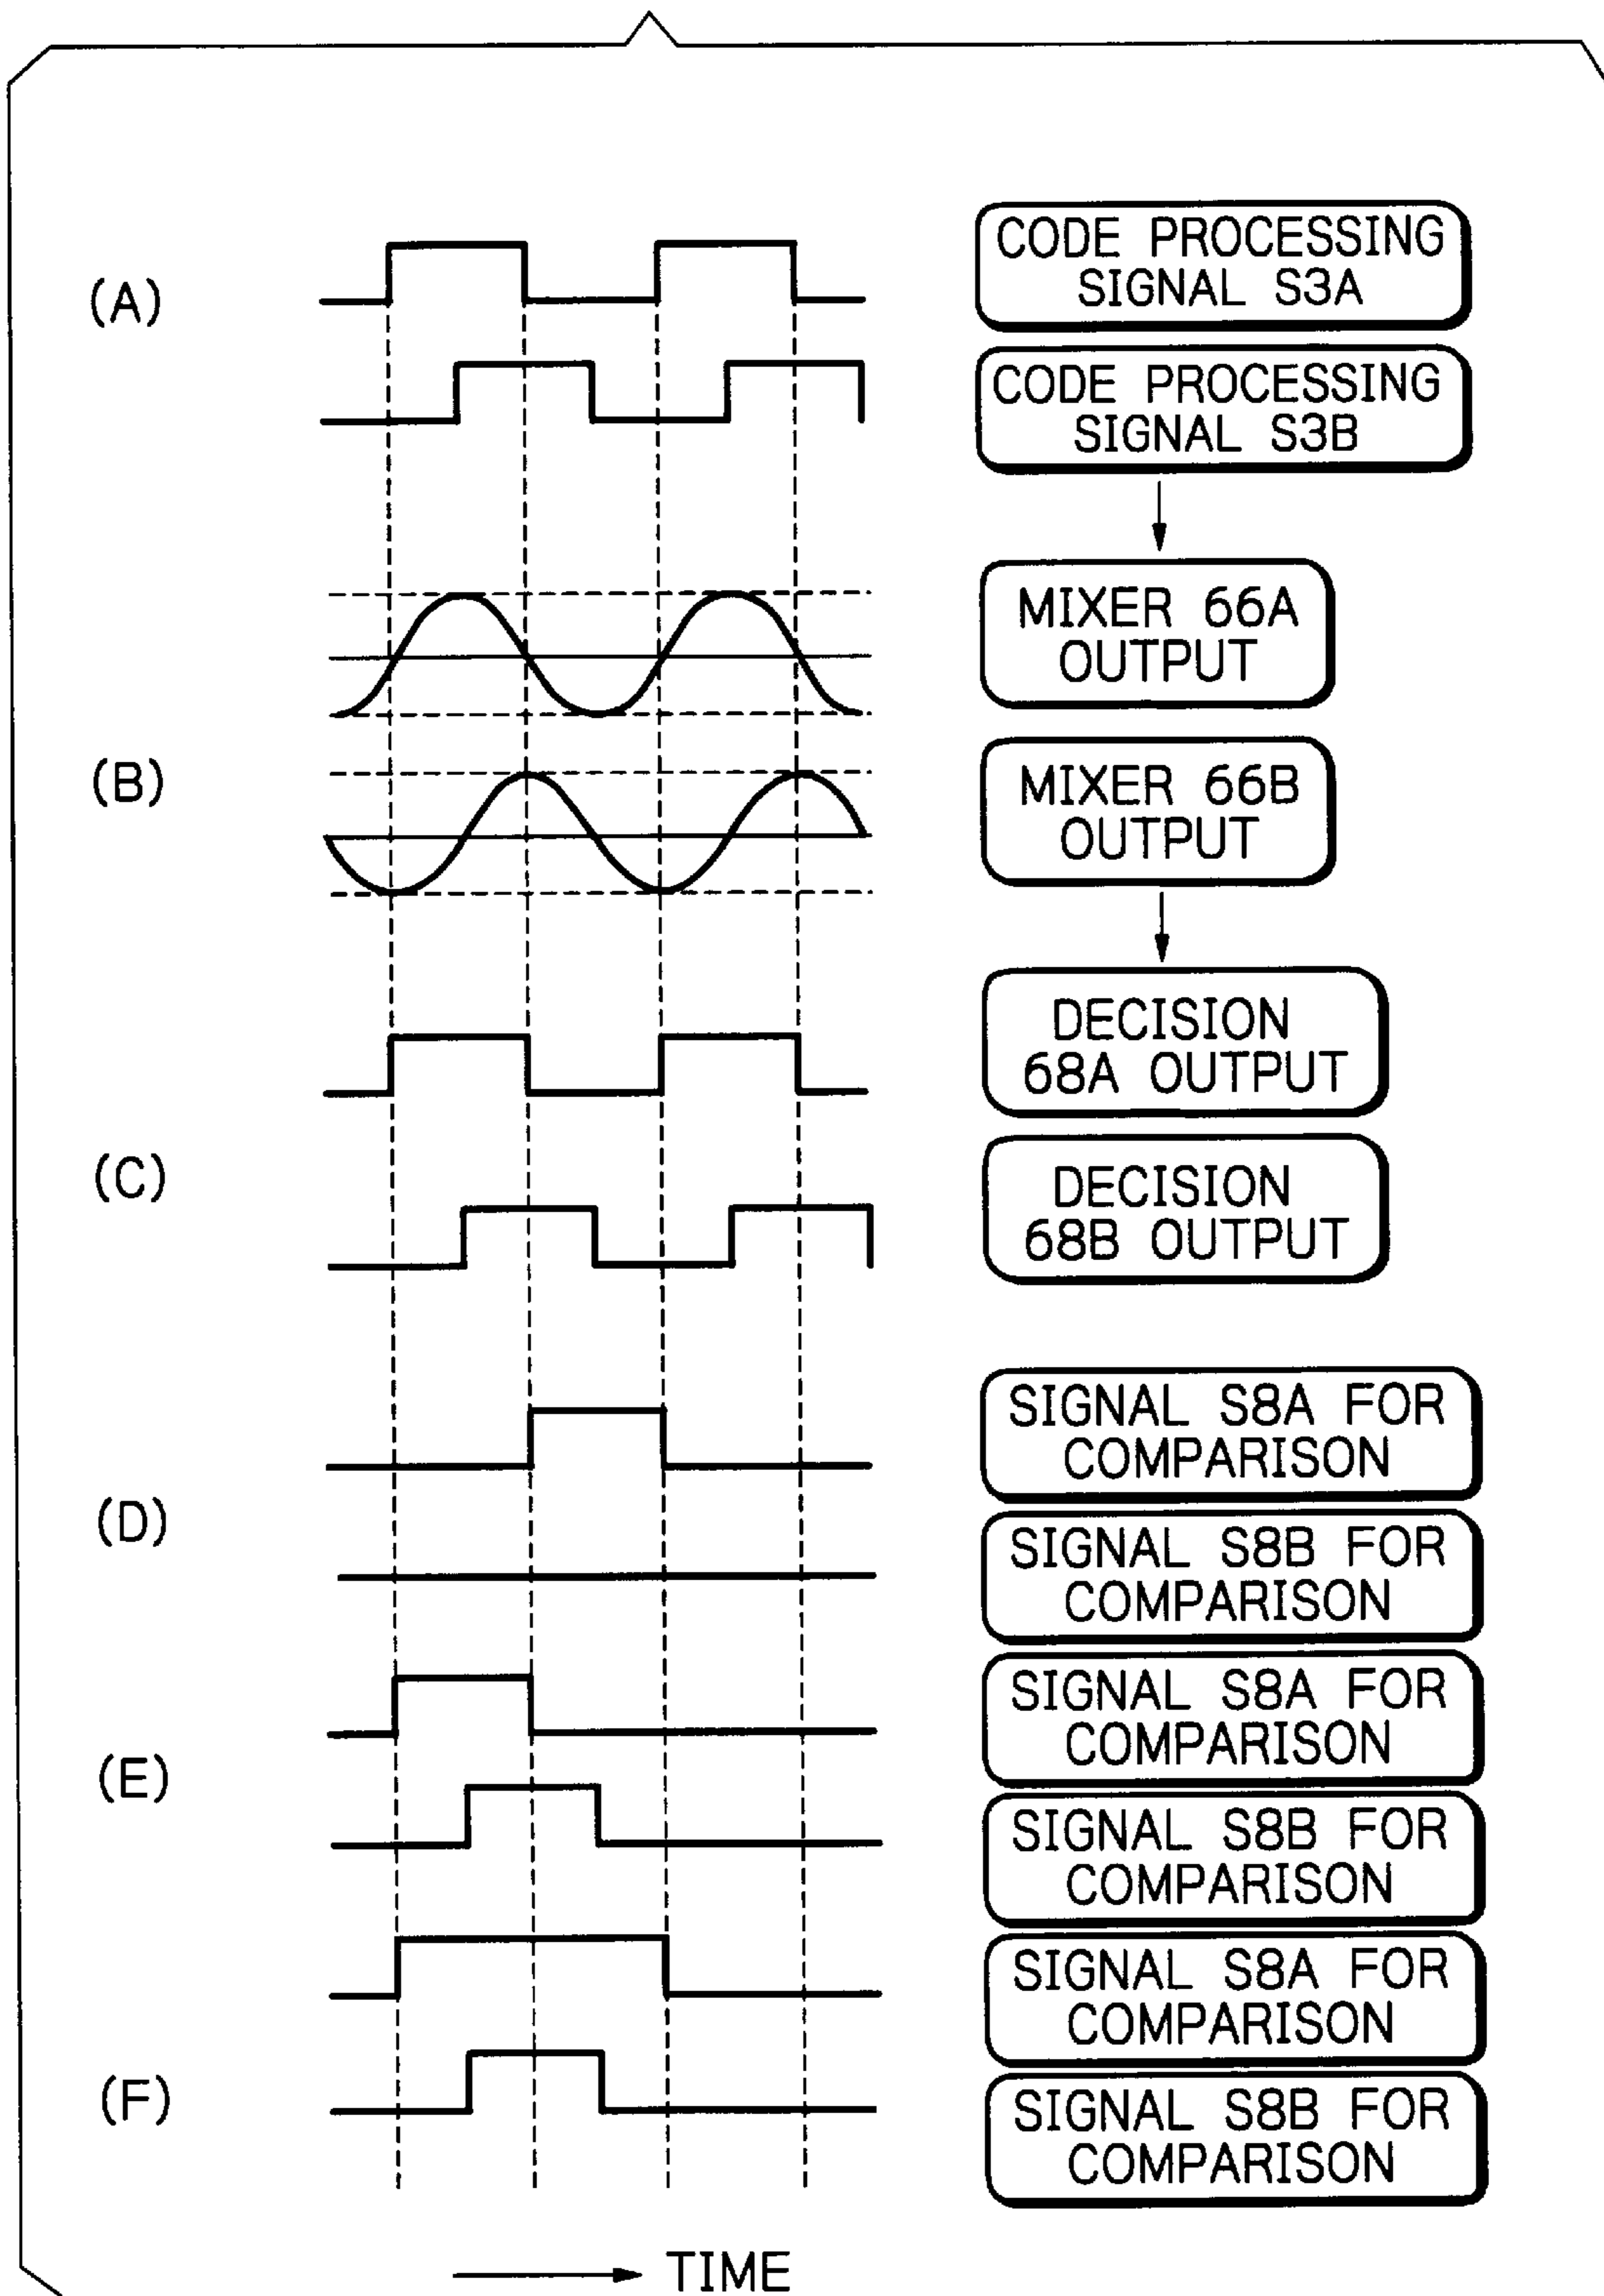 (A)
CODE PROCESSING
SIGNAL S3A
CODE PROCESSING
SIGNAL S3B
(B)
MIXER 66A
OUTPUT
MIXER 66B
OUTPUT
(C)
DECISION
68A OUTPUT
DECISION
68B OUTPUT
(D)
SIGNAL S8A FOR
COMPARISON
SIGNAL S8B FOR
COMPARISON
(E)
SIGNAL S8A FOR
COMPARISON
SIGNAL S8B FOR
COMPARISON
(F)
SIGNAL S8A FOR
COMPARISON
SIGNAL S8B FOR
COMPARISON
TIME